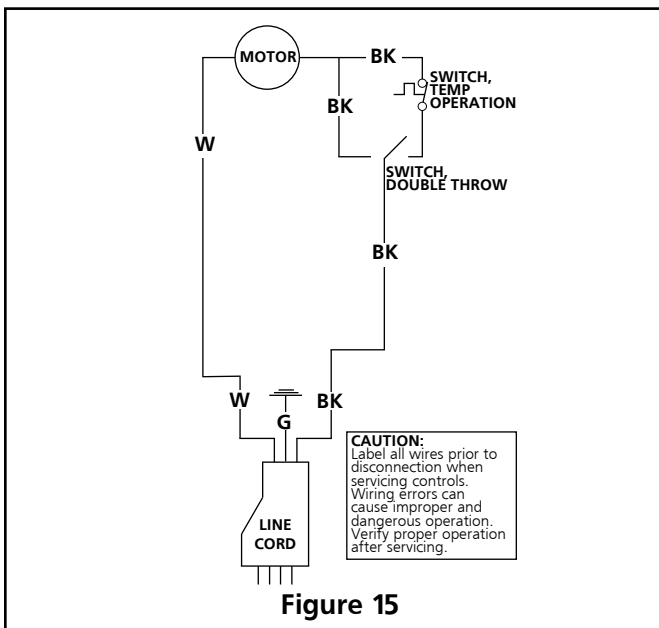 MOTOR
BK
SWITCH,
TEMP
OPERATION
BK
W
SWITCH,
DOUBLE THROW
BK
W
G
BK
LINE
CORD
CAUTION:
Label all wires prior to
disconnection when
servicing controls.
Wiring errors can
cause improper and
dangerous operation.
Verify proper operation
after servicing.
Figure 15